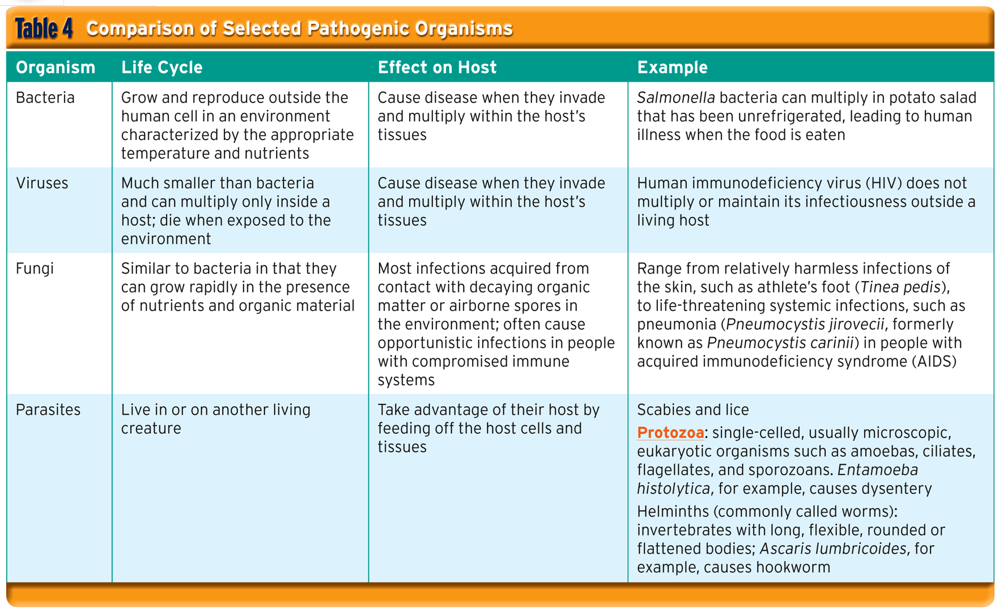 Table 4 Comparison of Selected Pathogenic Organisms
Organism Life Cycle Effect on Host Example
Bacteria
Grow and reproduce outside the
human cell in an environment
characterized by the appropriate
temperature and nutrients
Cause disease when they invade
and multiply within the host’s
tissues
Salmonella bacteria can multiply in potato salad
that has been unrefrigerated, leading to human
illness when the food is eaten
Viruses
Much smaller than bacteria
and can multiply only inside a
host; die when exposed to the
environment
Cause disease when they invade
and multiply within the host’s
tissues
Human immunodeficiency virus (HIV) does not
multiply or maintain its infectiousness outside a
living host
Fungi
Similar to bacteria in that they
can grow rapidly in the presence
of nutrients and organic material
Most infections acquired from
contact with decaying organic
matter or airborne spores in
the environment; often cause
opportunistic infections in people
with compromised immune
systems
Range from relatively harmless infections of
the skin, such as athlete’s foot (Tinea pedis),
to life-threatening systemic infections, such as
pneumonia (Pneumocystis jirovecii, formerly
known as Pneumocystis carinii) in people with
acquired immunodeficiency syndrome (AIDS)
Parasites
Live in or on another living
creature
Take advantage of their host by
feeding off the host cells and
tissues
Scabies and lice
Protozoa: single-celled, usually microscopic,
eukaryotic organisms such as amoebas, ciliates,
flagellates, and sporozoans. Entamoeba
histolytica, for example, causes dysentery
Helminths (commonly called worms):
invertebrates with long, flexible, rounded or
flattened bodies; Ascaris lumbricoides, for
example, causes hookworm